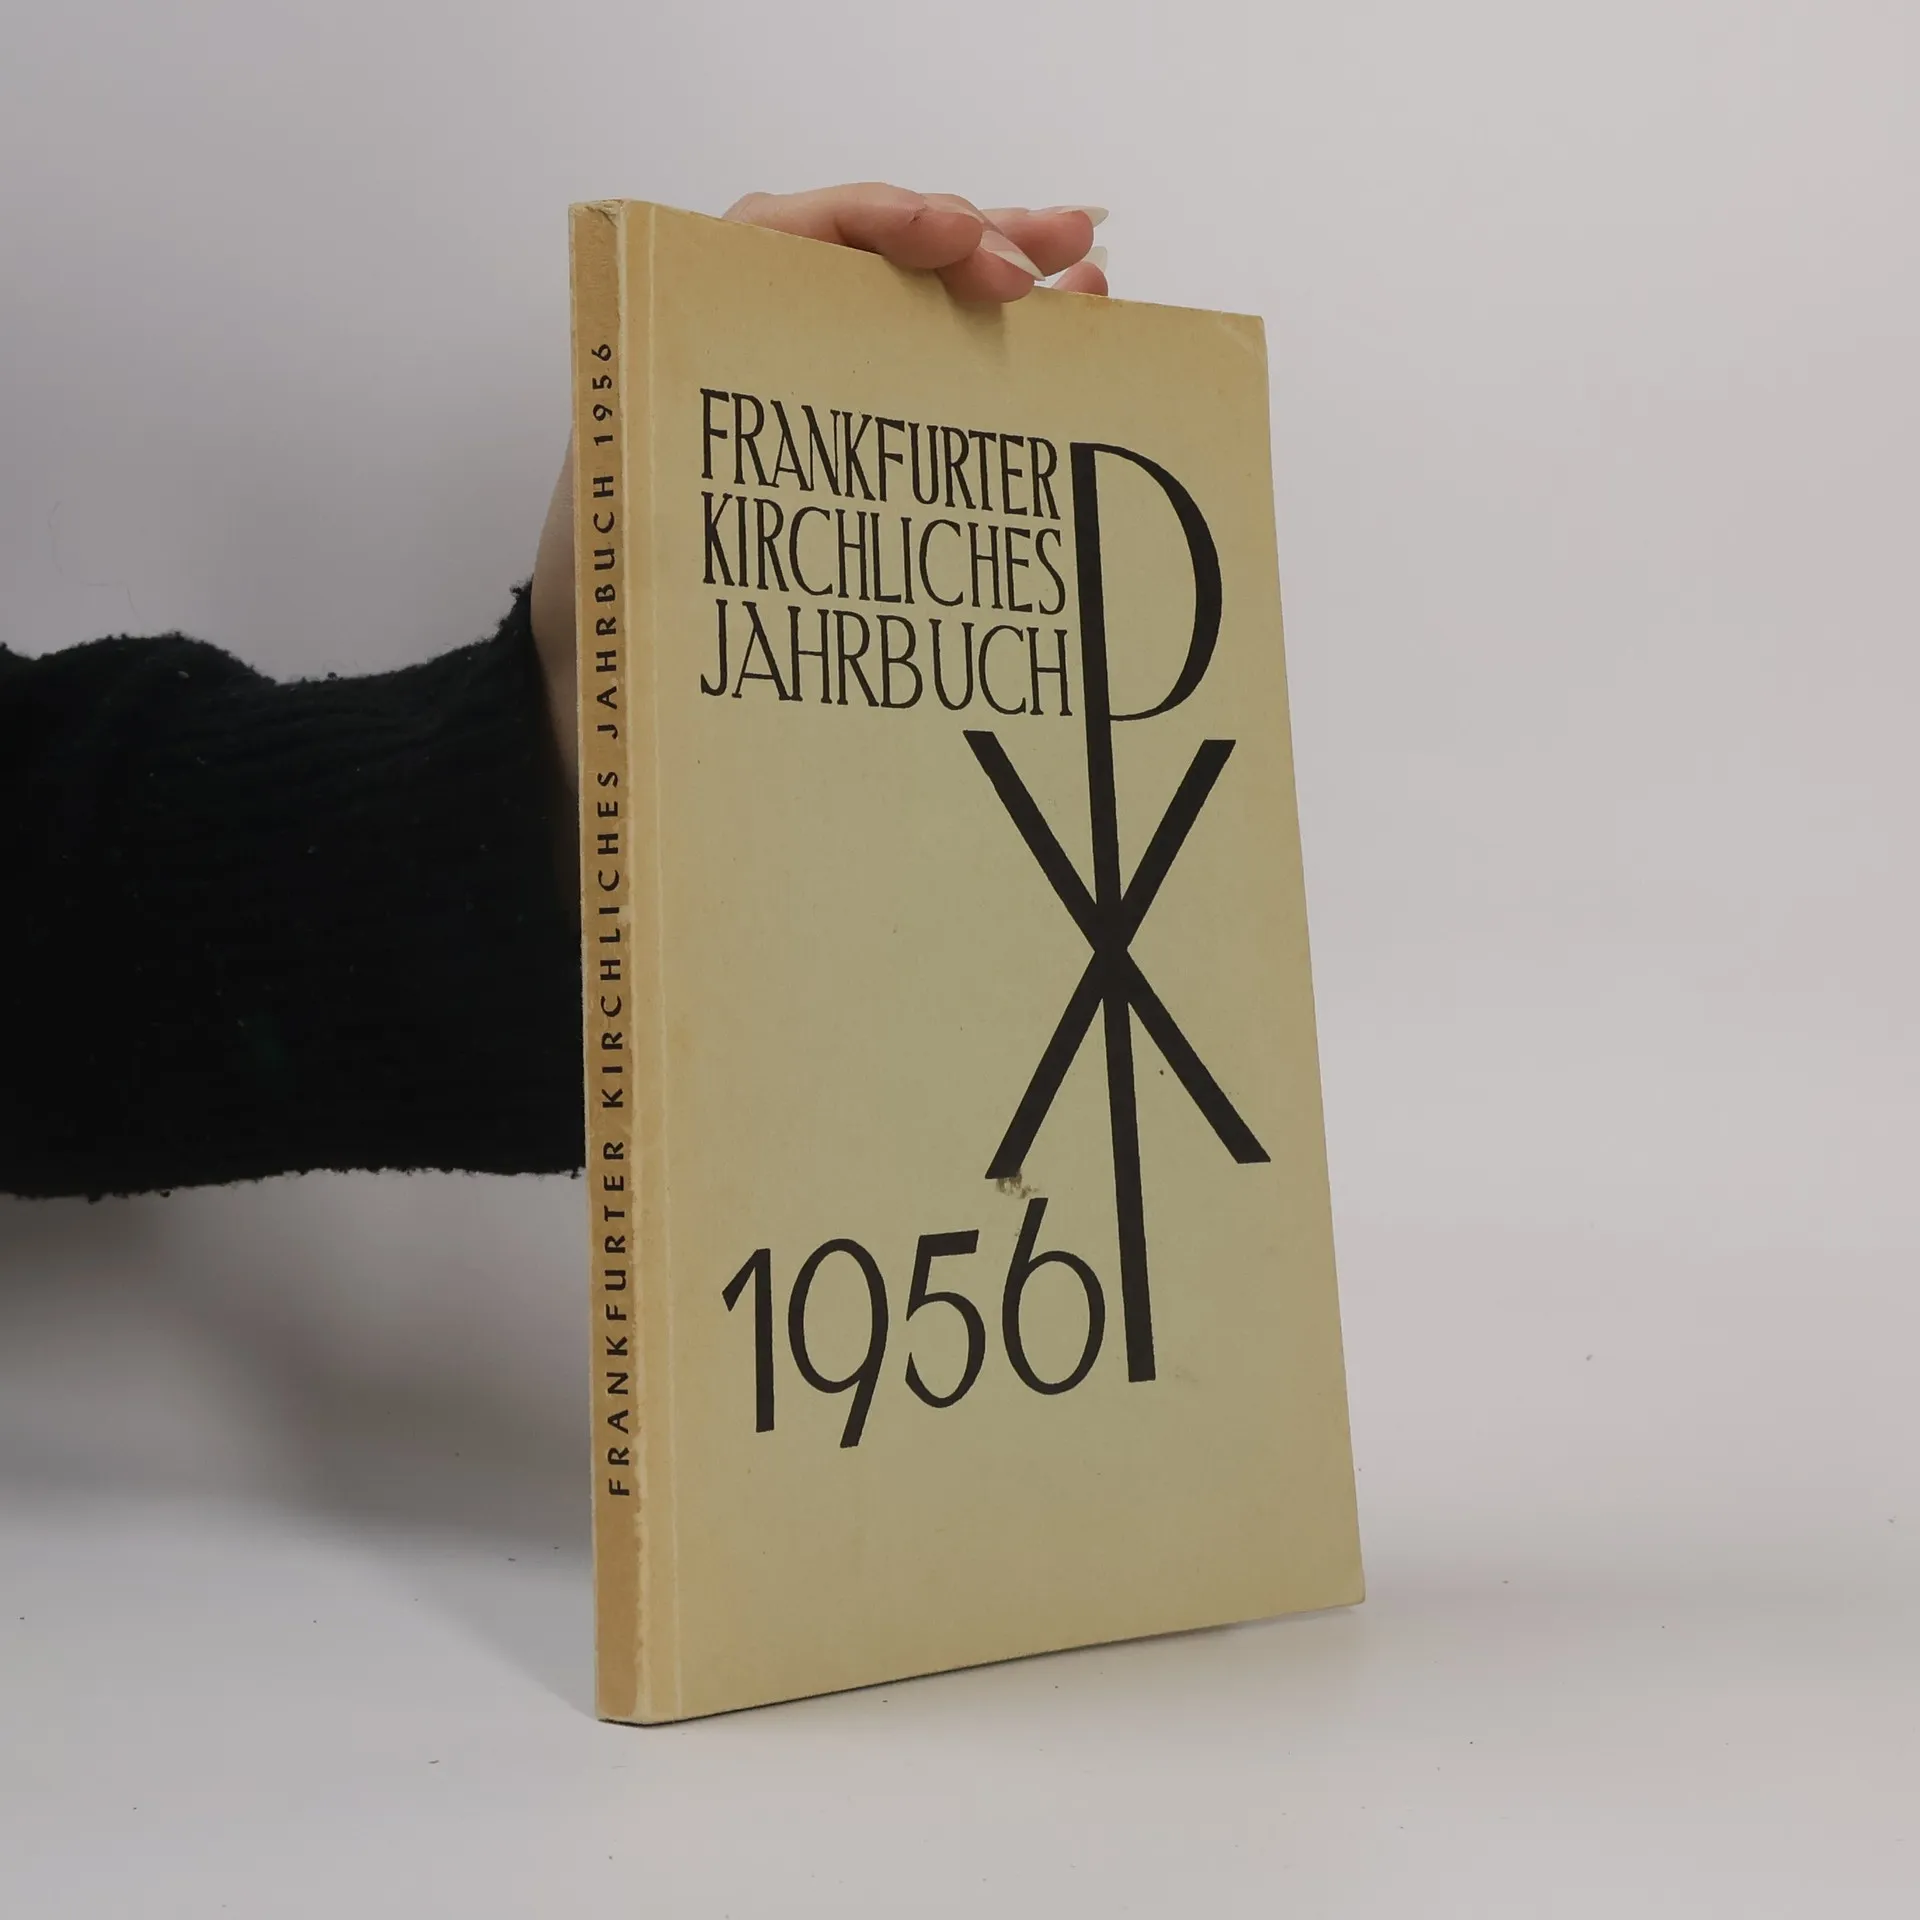 FRANKFURTER KIRCHLICHES JAHRBUCH 1956
FRANKFURTER
KIRCHLICHES
JAHRBUCH
1956